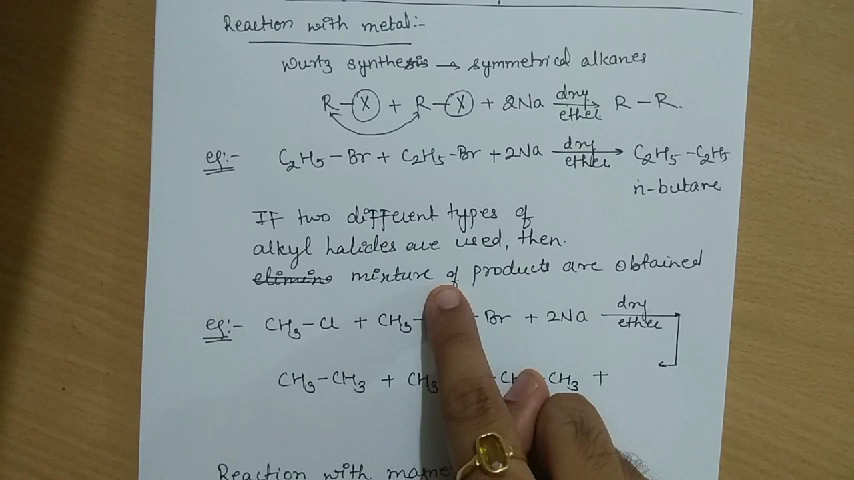 Reaction with metal:-
Wurtz synthesis → symmetrical alkanes
R-X + R-X + 2Na dry ether → R-R.
eg:- C₂H₅-Br + C₂H₅-Br + 2Na dry ether → C₂H₅-C₂H₅
n-butane
If two different types of
alkyl halides are used, then.
mixture of products are obtained
eg:- CH₃-Cl + CH₃- -Br + 2Na dry ether
CH₃-CH₃ + CH₃ CH₃ +
Reaction with